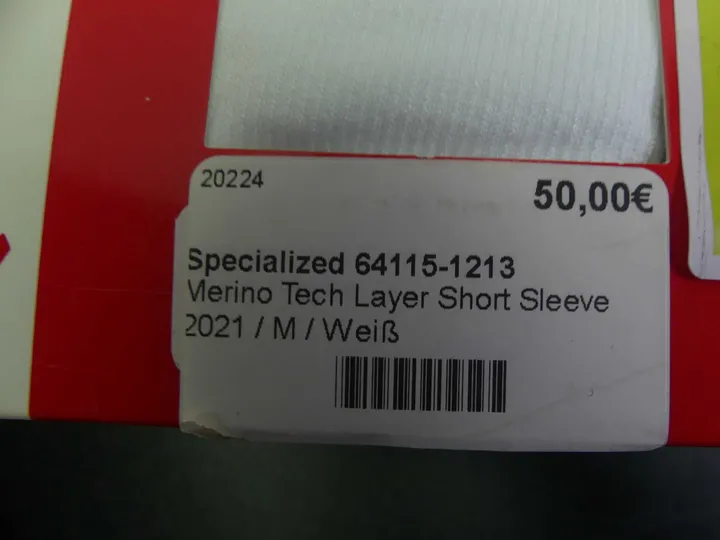 20224
50,00€
Specialized 64115-1213
Merino Tech Layer Short Sleeve
2021 / M / Weiß